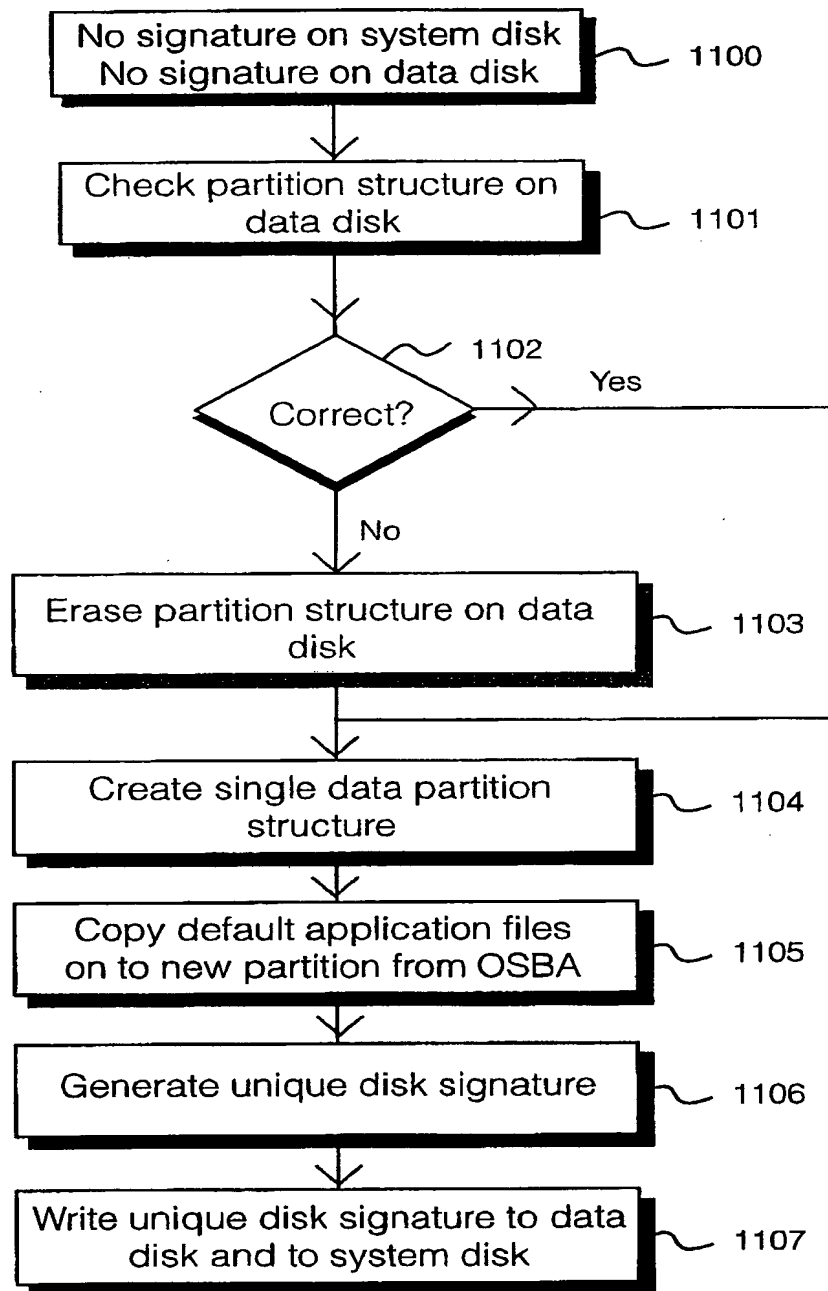 No signature on system disk
No signature on data disk
1100
Check partition structure on
data disk
1101
1102
Correct?
Yes
No
Erase partition structure on data
disk
1103
Create single data partition
structure
1104
Copy default application files
on to new partition from OSBA
1105
Generate unique disk signature
1106
Write unique disk signature to data
disk and to system disk
1107